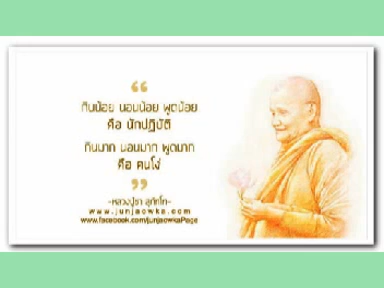 กินน้อย นอนน้อย พูดน้อย
คือ นักปฏิบัติ
กินมาก นอนมาก พูดมาก
คือ คนโง่
-หลวงปู่ชา สุภัทโท-
www.junjaowka.com
www.facebook.com/junjaowkaPage